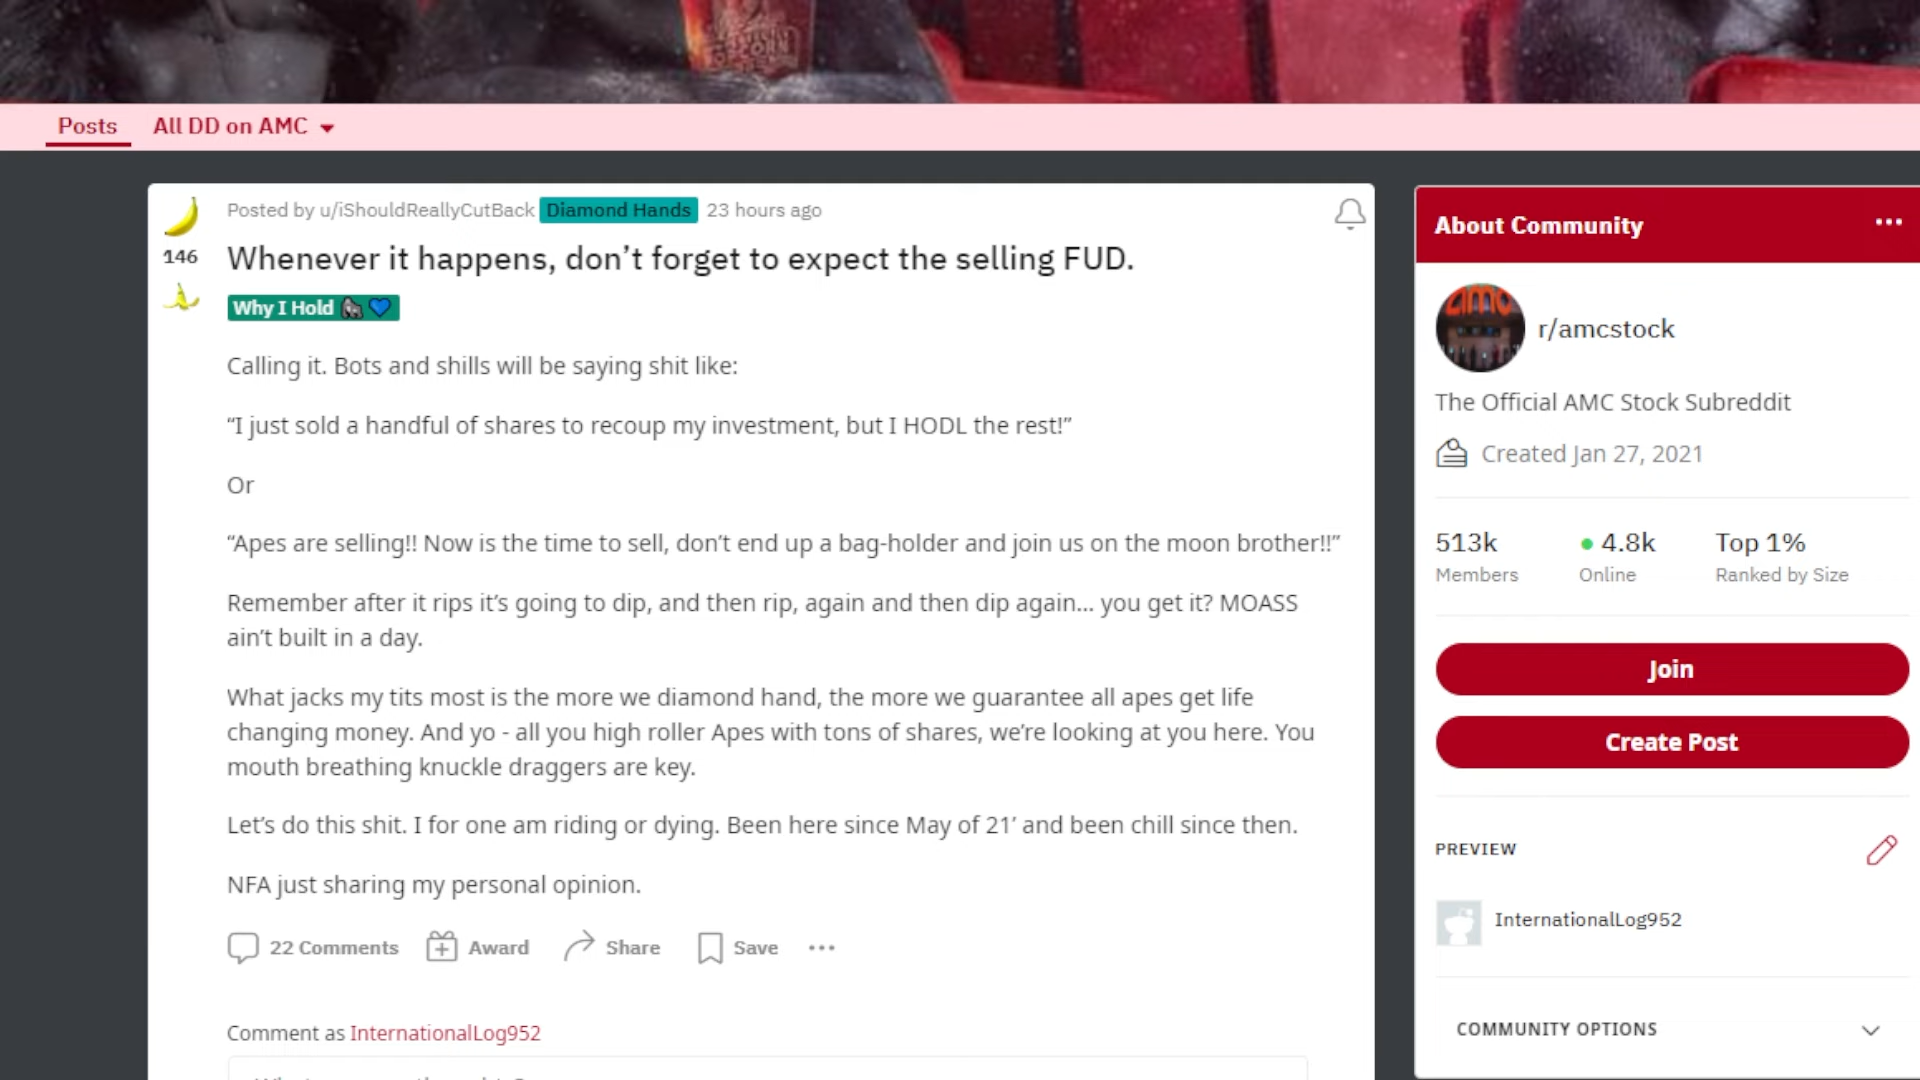 Posts All DD on AMC
Posted by u/iShouldReallyCutBack Diamond Hands 23 hours ago
146
Whenever it happens, don’t forget to expect the selling FUD.
Why I Hold 🦍💙
Calling it. Bots and shills will be saying shit like:
“I just sold a handful of shares to recoup my investment, but I HODL the rest!”
Or
“Apes are selling!! Now is the time to sell, don’t end up a bag-holder and join us on the moon brother!!”
Remember after it rips it’s going to dip, and then rip, again and then dip again... you get it? MOASS
ain’t built in a day.
What jacks my tits most is the more we diamond hand, the more we guarantee all apes get life
changing money. And yo - all you high roller Apes with tons of shares, we’re looking at you here. You
mouth breathing knuckle draggers are key.
Let’s do this shit. I for one am riding or dying. Been here since May of 21’ and been chill since then.
NFA just sharing my personal opinion.
22 Comments Award Share Save
Comment as InternationalLog952
About Community
amc
r/amcstock
The Official AMC Stock Subreddit
Created Jan 27, 2021
513k 4.8k Top 1%
Members Online Ranked by Size
Join
Create Post
PREVIEW
InternationalLog952
COMMUNITY OPTIONS